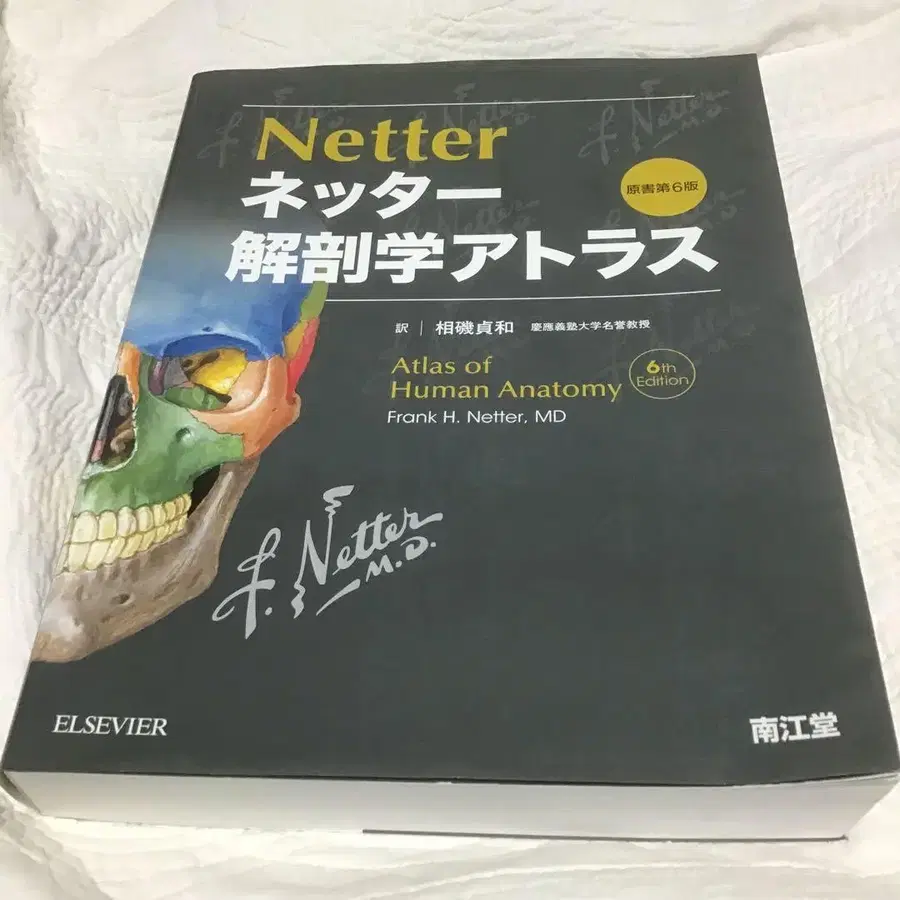 Netter
原書第6版
ネッター
解剖学アトラス
訳 | 相磯貞和 慶應義塾大学名誉教授
Atlas of
Human Anatomy
6th
Edition
Frank H. Netter, MD
F. Netter
M.D.
ELSEVIER
南江堂